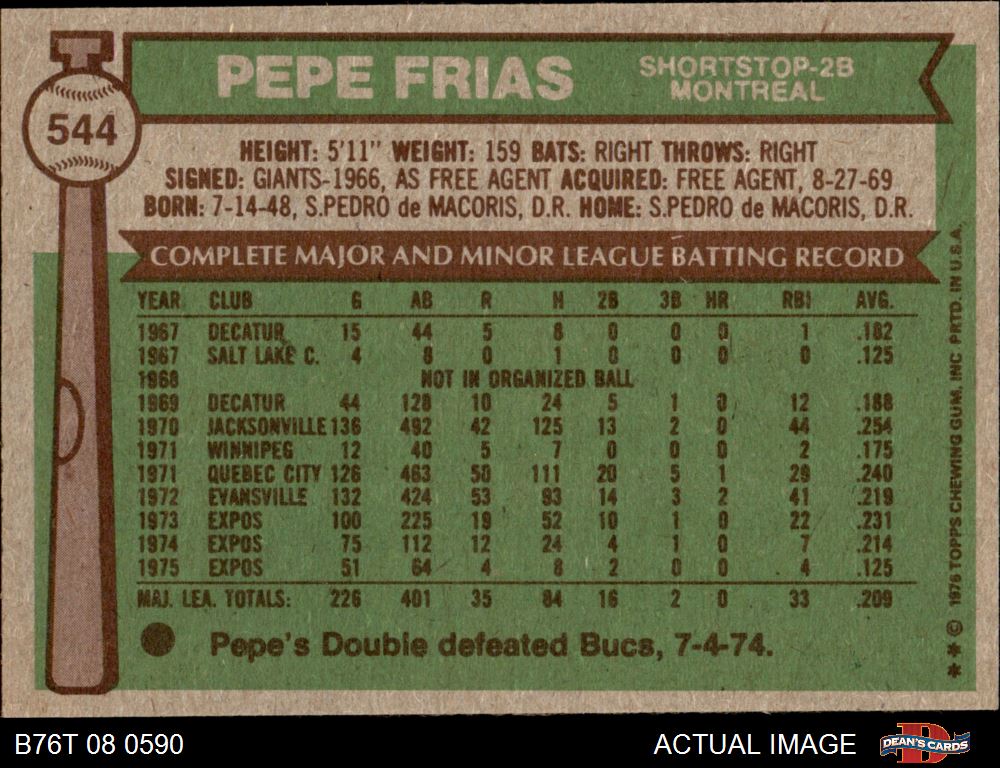 544
PEPE FRIAS
SHORTSTOP-2B
MONTREAL
HEIGHT: 5'11" WEIGHT: 159 BATS: RIGHT THROWS: RIGHT
SIGNED: GIANTS-1966, AS FREE AGENT ACQUIRED: FREE AGENT, 8-27-69
BORN: 7-14-48, S.PEDRO de MACORIS, D.R. HOME: S.PEDRO de MACORIS, D.R.
COMPLETE MAJOR AND MINOR LEAGUE BATTING RECORD
YEAR CLUB G AB R H 2B 3B HR RBI AVG.
1967 DECATUR 15 44 5 8 0 0 0 1 .182
1967 SALT LAKE C. 4 8 0 1 0 0 0 0 .125
1968 NOT IN ORGANIZED BALL
1969 DECATUR 44 128 10 24 5 1 0 12 .188
1970 JACKSONVILLE 136 492 42 125 13 2 0 44 .254
1971 WINNIPEG 12 40 5 7 0 0 0 2 .175
1971 QUEBEC CITY 126 463 50 111 20 5 1 29 .240
1972 EVANSVILLE 132 424 53 93 14 3 2 41 .219
1973 EXPOS 100 225 19 52 10 1 0 22 .231
1974 EXPOS 75 112 12 24 4 1 0 7 .214
1975 EXPOS 51 64 4 8 2 0 0 4 .125
MAJ. LEA. TOTALS: 226 401 35 84 16 2 0 33 .209
Pepe's Double defeated Bucs, 7-4-74.
★★ © 1976 TOPPS CHEWING GUM, INC. PRTD. IN U.S.A.
B76T 08 0590
ACTUAL IMAGE
DEAN'S CARDS